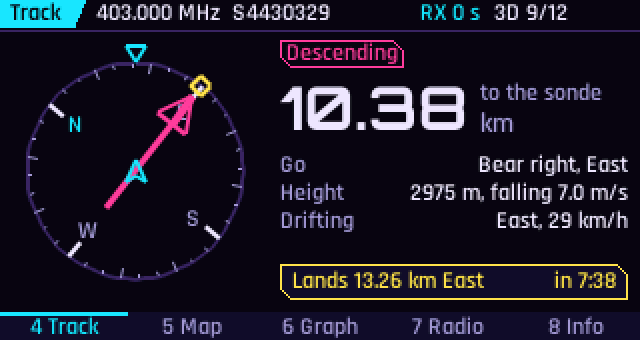 Track 403.000 MHz S4430329 RX 0 s 3D 9/12
Descending
10.38 to the sonde km
N
W
S
Go Bear right, East
Height 2975 m, falling 7.0 m/s
Drifting East, 29 km/h
Lands 13.26 km East in 7:38
4 Track 5 Map 6 Graph 7 Radio 8 Info